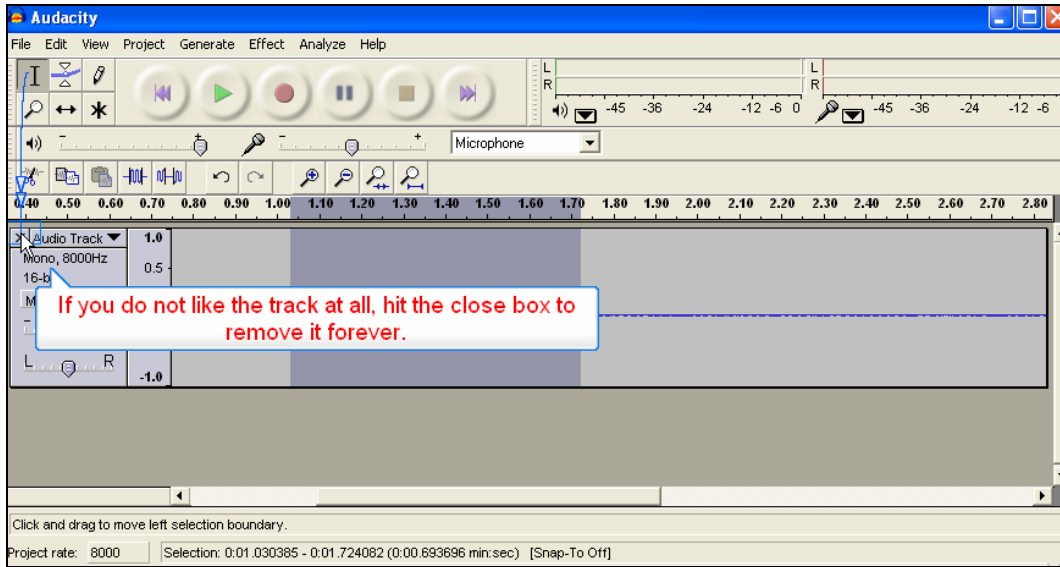 Audacity
File Edit View Project Generate Effect Analyze Help
L
R
-45 -36 -24 -12 -6 0
L
R
-45 -36 -24 -12 -6
- + - + Microphone
0.40 0.50 0.60 0.70 0.80 0.90 1.00 1.10 1.20 1.30 1.40 1.50 1.60 1.70 1.80 1.90 2.00 2.10 2.20 2.30 2.40 2.50 2.60 2.70 2.80
X Audio Track 1.0
Mono, 8000Hz
0.5
16-b
M
If you do not like the track at all, hit the close box to
remove it forever.
L R
-1.0
Click and drag to move left selection boundary.
Project rate: 8000 Selection: 0:01.030385 - 0:01.724082 (0:00.693696 min:sec) [Snap-To Off]